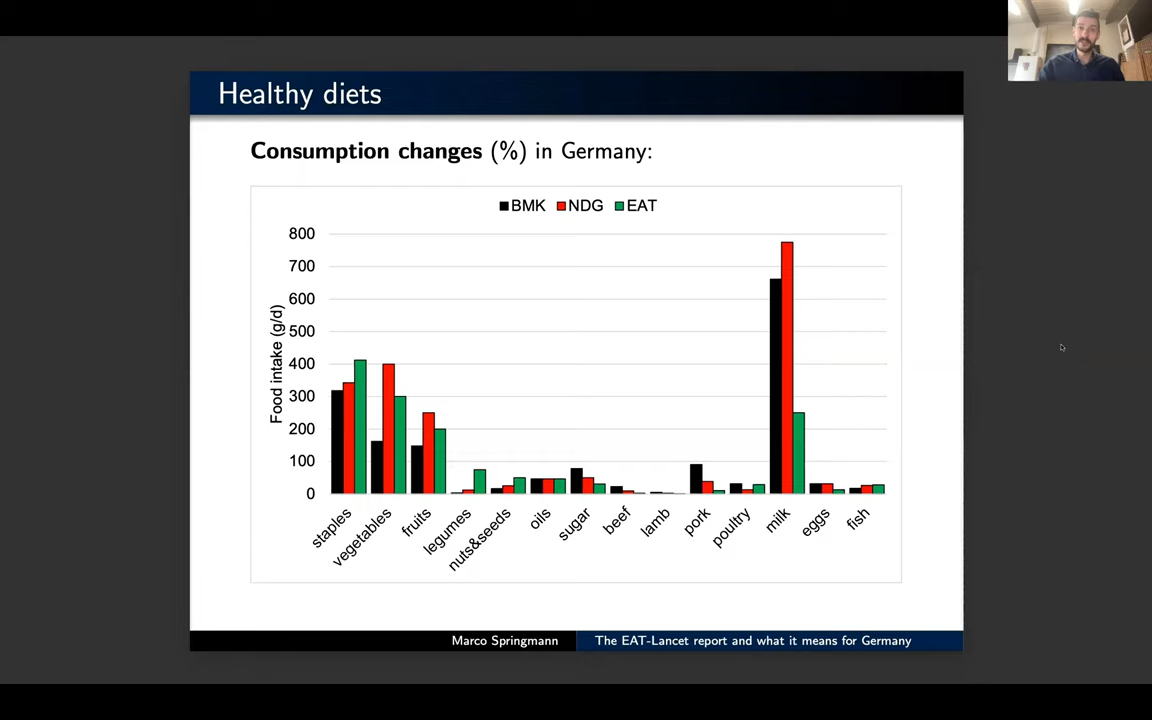 Healthy diets
Consumption changes (%) in Germany:
BMK NDG EAT
800
700
600
500
400
300
200
100
0
Food intake (g/d)
staples
vegetables
fruits
legumes
nuts&seeds
oils
sugar
beef
lamb
pork
poultry
milk
eggs
fish
Marco Springmann
The EAT-Lancet report and what it means for Germany